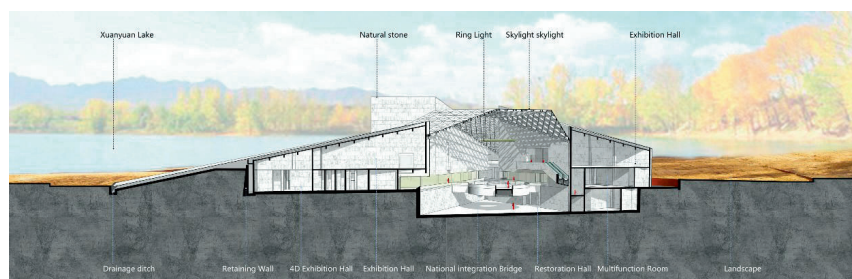 Xuanyuan Lake
Natural stone
Ring Light
Skylight skylight
Exhibition Hall
Drainage ditch
Retaining Wall
4D Exhibition Hall
Exhibition Hall
National Integration Bridge
Restoration Hall
Multifunction Room
Landscape